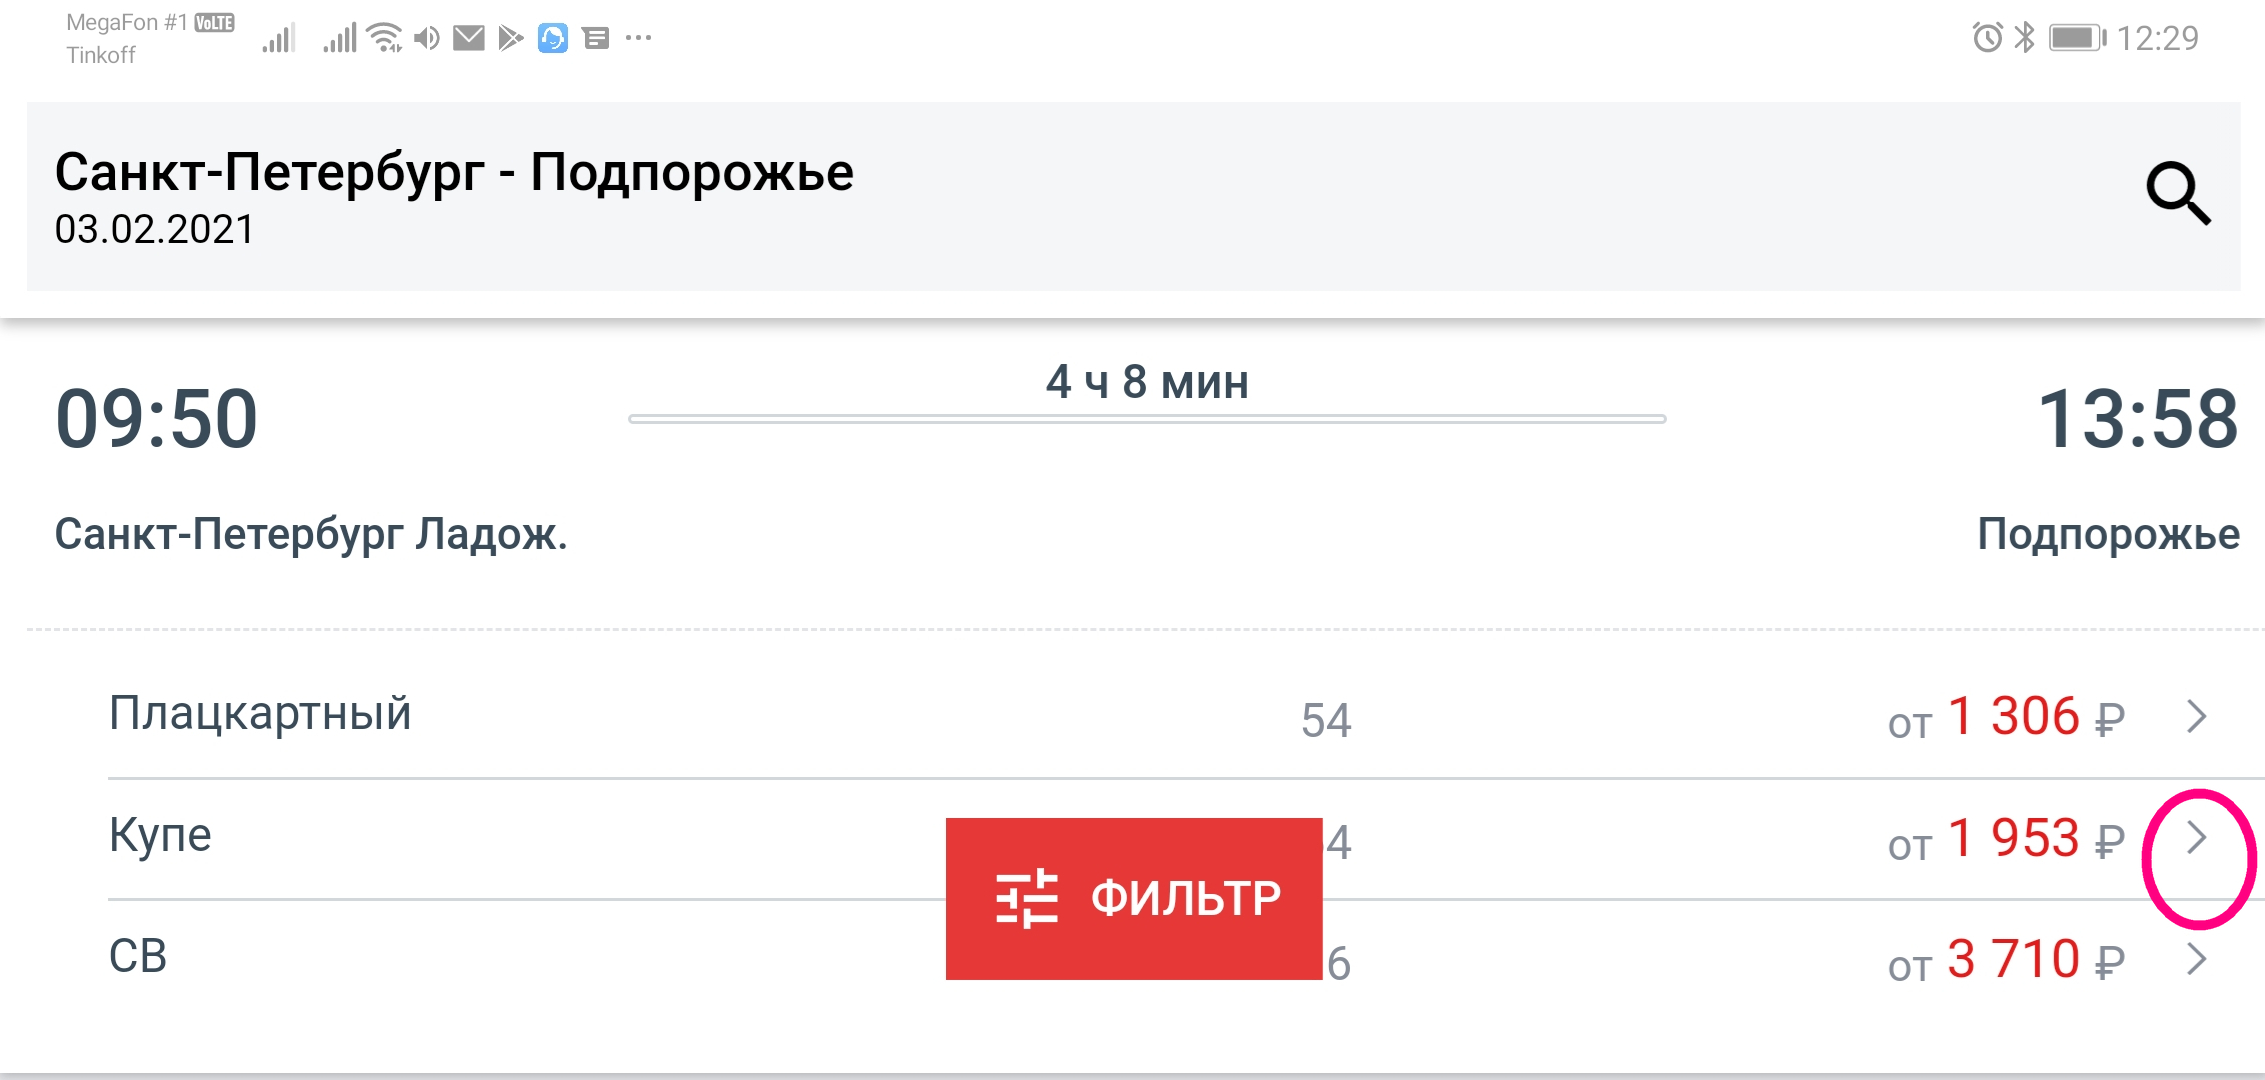 MegaFon #1 VoLTE
Tinkoff
12:29
Санкт-Петербург - Подпорожье
03.02.2021
4 ч 8 мин
09:50 13:58
Санкт-Петербург Ладож. Подпорожье
Плацкартный 54 от 1 306 ₽
Купе 4 от 1 953 ₽
ФИЛЬТР
СВ 6 от 3 710 ₽